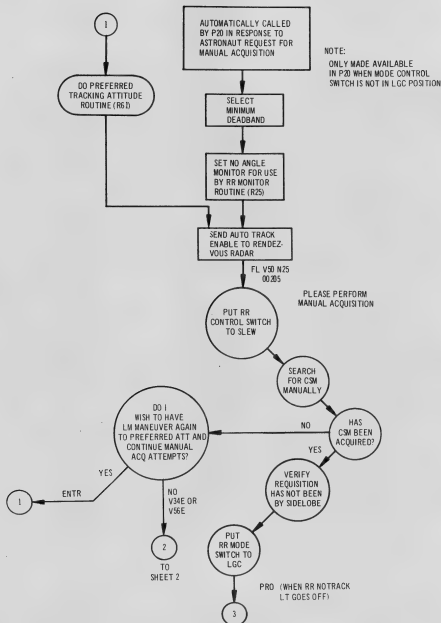 1
AUTOMATICALLY CALLED
BY P20 IN RESPONSE TO
ASTRONAUT REQUEST FOR
MANUAL ACQUISITION
NOTE:
ONLY MADE AVAILABLE
IN P20 WHEN MODE CONTROL
SWITCH IS NOT IN LGC POSITION
DO PREFERRED
TRACKING ATTITUDE
ROUTINE (R61)
SELECT
MINIMUM
DEADBAND
SET NO ANGLE
MONITOR FOR USE
BY RR MONITOR
ROUTINE (R25)
SEND AUTO TRACK
ENABLE TO RENDEZ-
VOUS RADAR
FL V50 N25
00205
PLEASE PERFORM
MANUAL ACQUISITION
PUT RR
CONTROL SWITCH
TO SLEW
SEARCH
FOR CSM
MANUALLY
HAS
CSM BEEN
ACQUIRED?
NO
YES
DO I
WISH TO HAVE
LM MANEUVER AGAIN
TO PREFERRED ATT AND
CONTINUE MANUAL
ACQ ATTEMPTS?
YES
ENTR
1
NO
V34E OR
V56E
2
TO
SHEET 2
VERIFY
REQUISITION
HAS NOT BEEN
BY SIDELOBE
PUT
RR MODE
SWITCH TO
LGC
PRO (WHEN RR NOTRACK
LT GOES OFF)
3